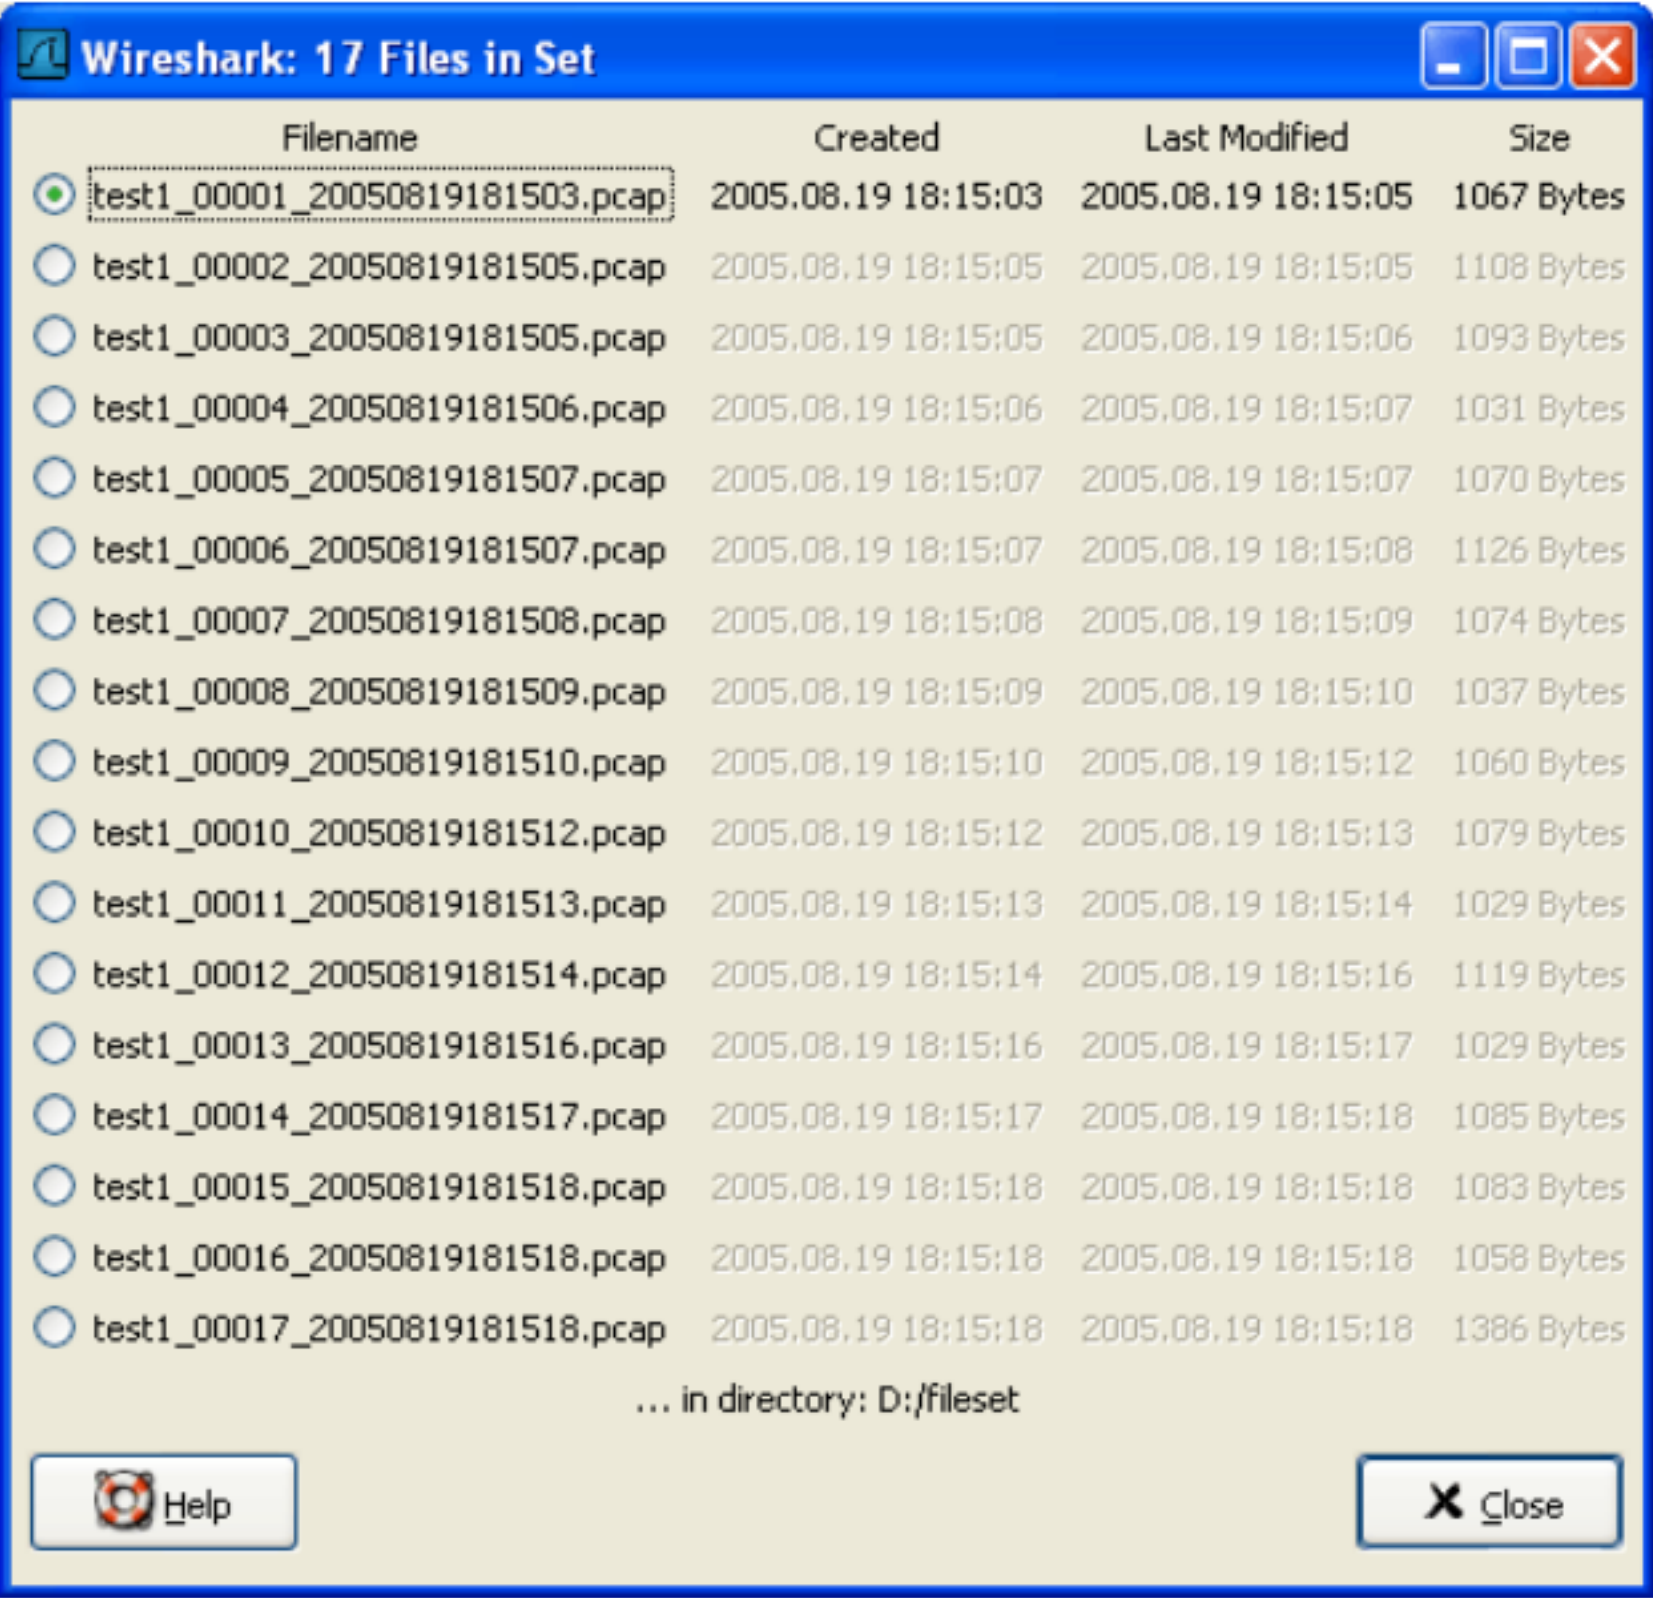 Wireshark: 17 Files in Set
Filename Created Last Modified Size
test1_00001_20050819181503.pcap 2005.08.19 18:15:03 2005.08.19 18:15:05 1067 Bytes
test1_00002_20050819181505.pcap 2005.08.19 18:15:05 2005.08.19 18:15:05 1108 Bytes
test1_00003_20050819181505.pcap 2005.08.19 18:15:05 2005.08.19 18:15:06 1093 Bytes
test1_00004_20050819181506.pcap 2005.08.19 18:15:06 2005.08.19 18:15:07 1031 Bytes
test1_00005_20050819181507.pcap 2005.08.19 18:15:07 2005.08.19 18:15:07 1070 Bytes
test1_00006_20050819181507.pcap 2005.08.19 18:15:07 2005.08.19 18:15:08 1126 Bytes
test1_00007_20050819181508.pcap 2005.08.19 18:15:08 2005.08.19 18:15:09 1074 Bytes
test1_00008_20050819181509.pcap 2005.08.19 18:15:09 2005.08.19 18:15:10 1037 Bytes
test1_00009_20050819181510.pcap 2005.08.19 18:15:10 2005.08.19 18:15:12 1060 Bytes
test1_00010_20050819181512.pcap 2005.08.19 18:15:12 2005.08.19 18:15:13 1079 Bytes
test1_00011_20050819181513.pcap 2005.08.19 18:15:13 2005.08.19 18:15:14 1029 Bytes
test1_00012_20050819181514.pcap 2005.08.19 18:15:14 2005.08.19 18:15:16 1119 Bytes
test1_00013_20050819181516.pcap 2005.08.19 18:15:16 2005.08.19 18:15:17 1029 Bytes
test1_00014_20050819181517.pcap 2005.08.19 18:15:17 2005.08.19 18:15:18 1085 Bytes
test1_00015_20050819181518.pcap 2005.08.19 18:15:18 2005.08.19 18:15:18 1083 Bytes
test1_00016_20050819181518.pcap 2005.08.19 18:15:18 2005.08.19 18:15:18 1058 Bytes
test1_00017_20050819181518.pcap 2005.08.19 18:15:18 2005.08.19 18:15:18 1386 Bytes
... in directory: D:/fileset
Help Close